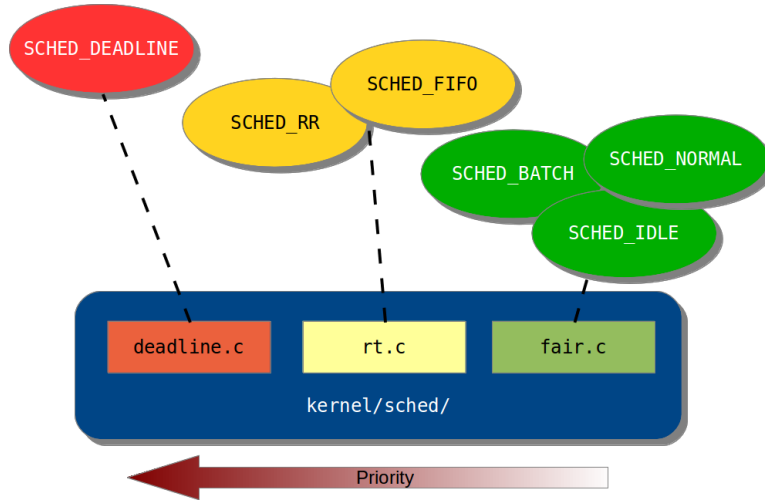 SCHED_DEADLINE
SCHED_RR
SCHED_FIFO
SCHED_BATCH
SCHED_NORMAL
SCHED_IDLE
deadline.c
rt.c
fair.c
kernel/sched/
Priority